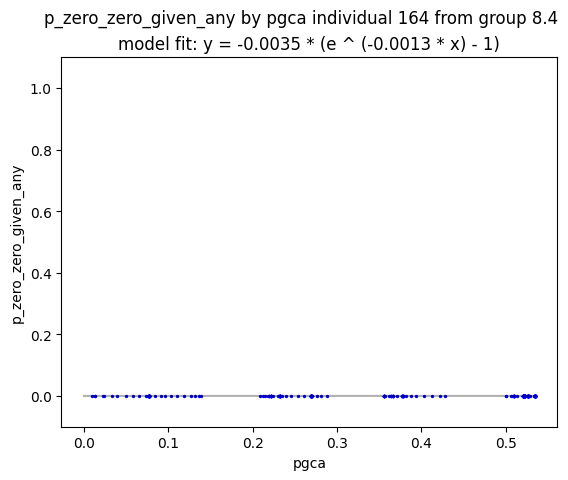 p_zero_zero_given_any by pgca individual 164 from group 8.4
model fit: y = -0.0035 * (e ^ (-0.0013 * x) - 1)
1.0
0.8
0.6
0.4
0.2
0.0
p_zero_zero_given_any
0.0 0.1 0.2 0.3 0.4 0.5
pgca